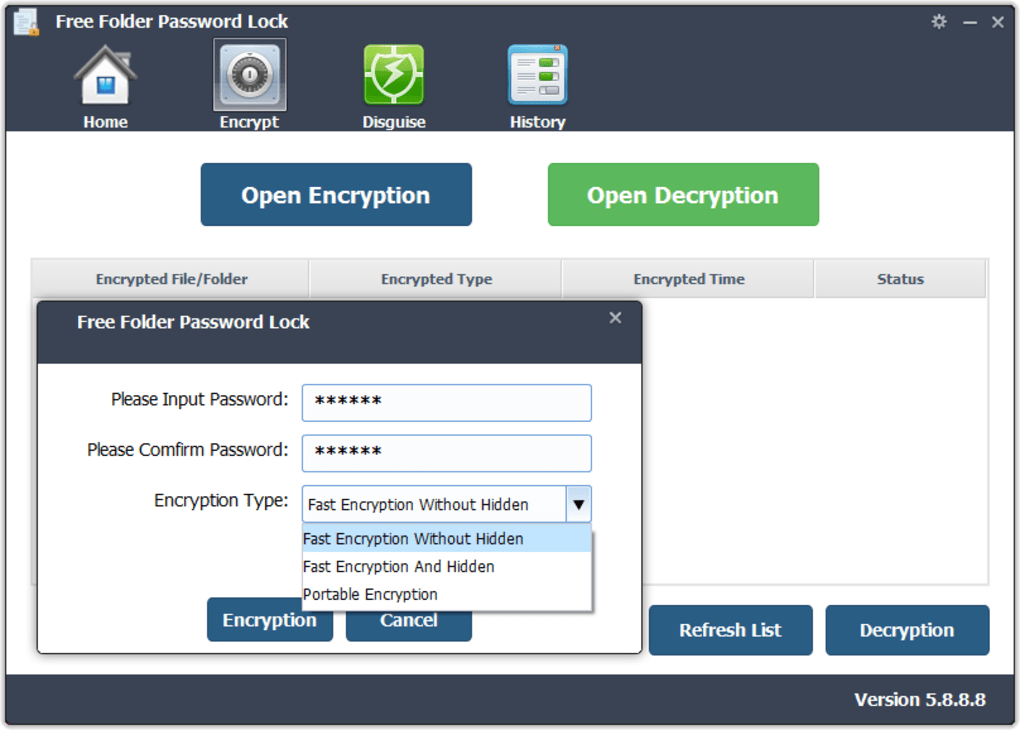 Free Folder Password Lock
Home Encrypt Disguise History
Open Encryption Open Decryption
Encrypted File/Folder Encrypted Type Encrypted Time Status
Free Folder Password Lock
Please Input Password: ******
Please Comfirm Password: ******
Encryption Type: Fast Encryption Without Hidden
Fast Encryption Without Hidden
Fast Encryption And Hidden
Portable Encryption
Encryption Cancel
Refresh List Decryption
Version 5.8.8.8